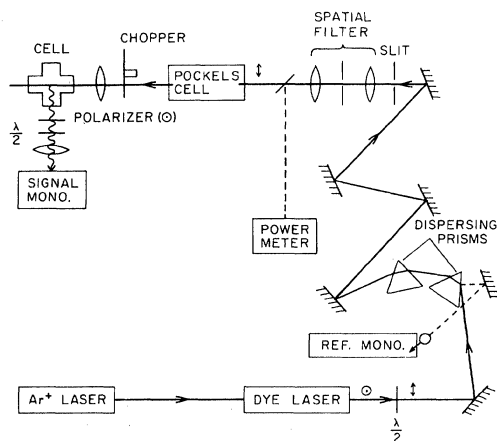 SPATIAL
FILTER
SLIT
CELL
CHOPPER
POCKELS
CELL
↕
POLARIZER (⊙)
λ/2
SIGNAL
MONO.
POWER
METER
DISPERSING
PRISMS
REF. MONO.
Ar⁺ LASER
DYE LASER
⊙
↕
λ/2